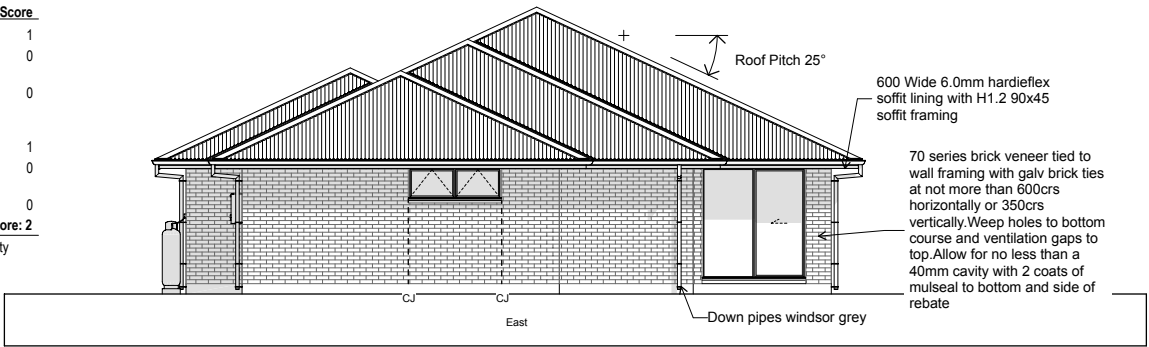 Score
1
0
0
1
0
0
ore: 2
ty
Roof Pitch 25°
600 Wide 6.0mm hardieflex
soffit lining with H1.2 90x45
soffit framing
70 series brick veneer tied to
wall framing with galv brick ties
at not more than 600crs
horizontally or 350crs
vertically.Weep holes to bottom
course and ventilation gaps to
top.Allow for no less than a
40mm cavity with 2 coats of
mulseal to bottom and side of
rebate
CJ
CJ
Down pipes windsor grey
East